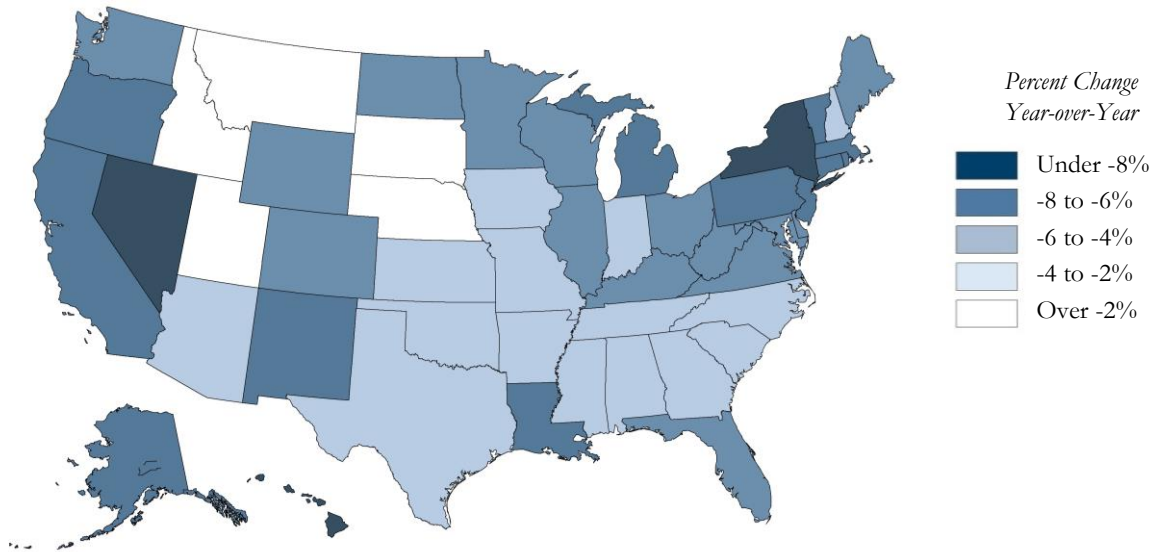 Percent Change
Year-over-Year
Under -8%
-8 to -6%
-6 to -4%
-4 to -2%
Over -2%